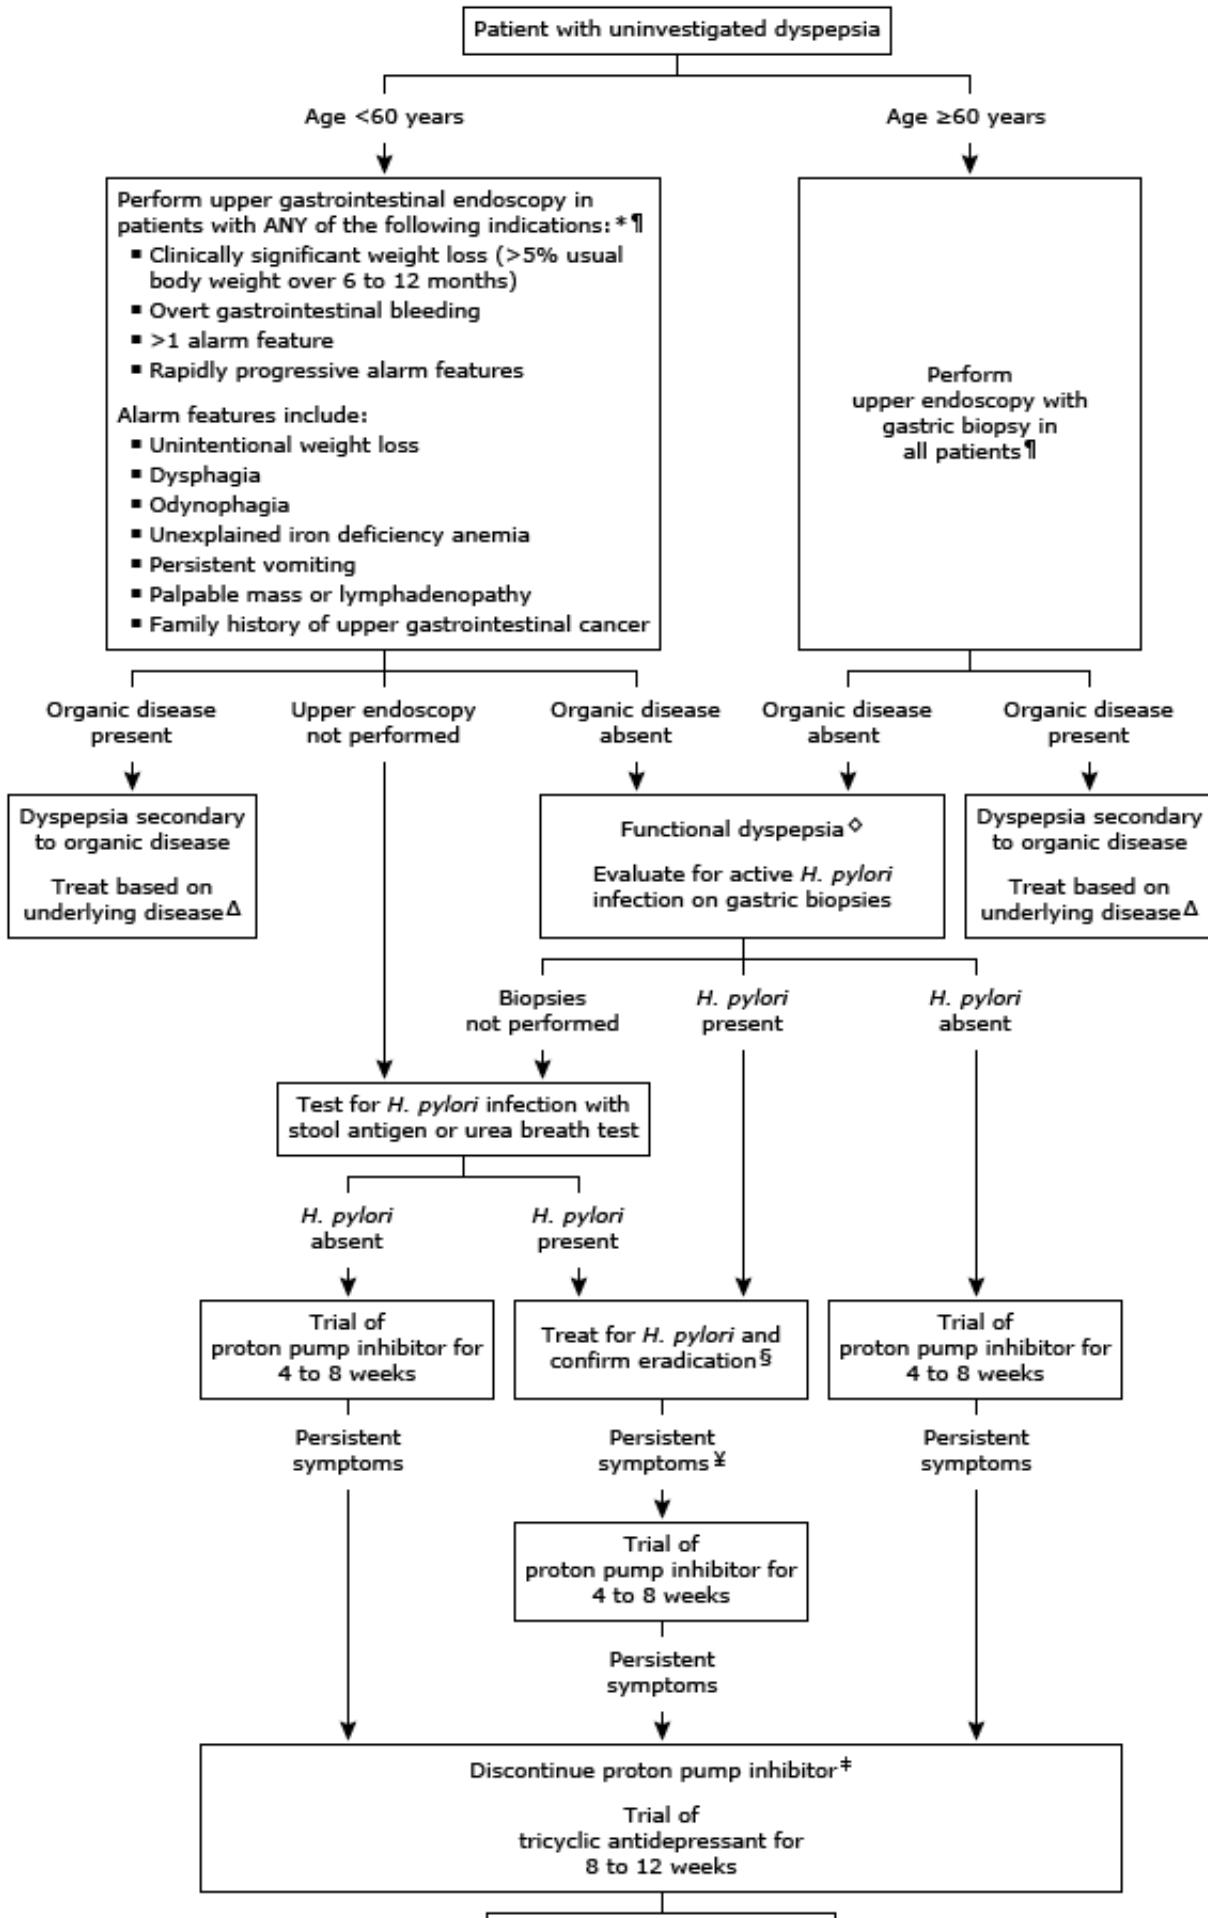 Patient with uninvestigated dyspepsia
Age <60 years
Age ≥60 years
Perform upper gastrointestinal endoscopy in
patients with ANY of the following indications:*¶
▪ Clinically significant weight loss (>5% usual
body weight over 6 to 12 months)
▪ Overt gastrointestinal bleeding
▪ >1 alarm feature
▪ Rapidly progressive alarm features
Alarm features include:
▪ Unintentional weight loss
▪ Dysphagia
▪ Odynophagia
▪ Unexplained iron deficiency anemia
▪ Persistent vomiting
▪ Palpable mass or lymphadenopathy
▪ Family history of upper gastrointestinal cancer
Perform
upper endoscopy with
gastric biopsy in
all patients¶
Organic disease
present
Upper endoscopy
not performed
Organic disease
absent
Organic disease
absent
Organic disease
present
Dyspepsia secondary
to organic disease
Treat based on
underlying diseaseΔ
Functional dyspepsia◇
Evaluate for active H. pylori
infection on gastric biopsies
Dyspepsia secondary
to organic disease
Treat based on
underlying diseaseΔ
Biopsies
not performed
H. pylori
present
H. pylori
absent
Test for H. pylori infection with
stool antigen or urea breath test
H. pylori
absent
H. pylori
present
Trial of
proton pump inhibitor for
4 to 8 weeks
Treat for H. pylori and
confirm eradication§
Trial of
proton pump inhibitor for
4 to 8 weeks
Persistent
symptoms
Persistent
symptoms¥
Persistent
symptoms
Trial of
proton pump inhibitor for
4 to 8 weeks
Persistent
symptoms
Discontinue proton pump inhibitor‡
Trial of
tricyclic antidepressant for
8 to 12 weeks